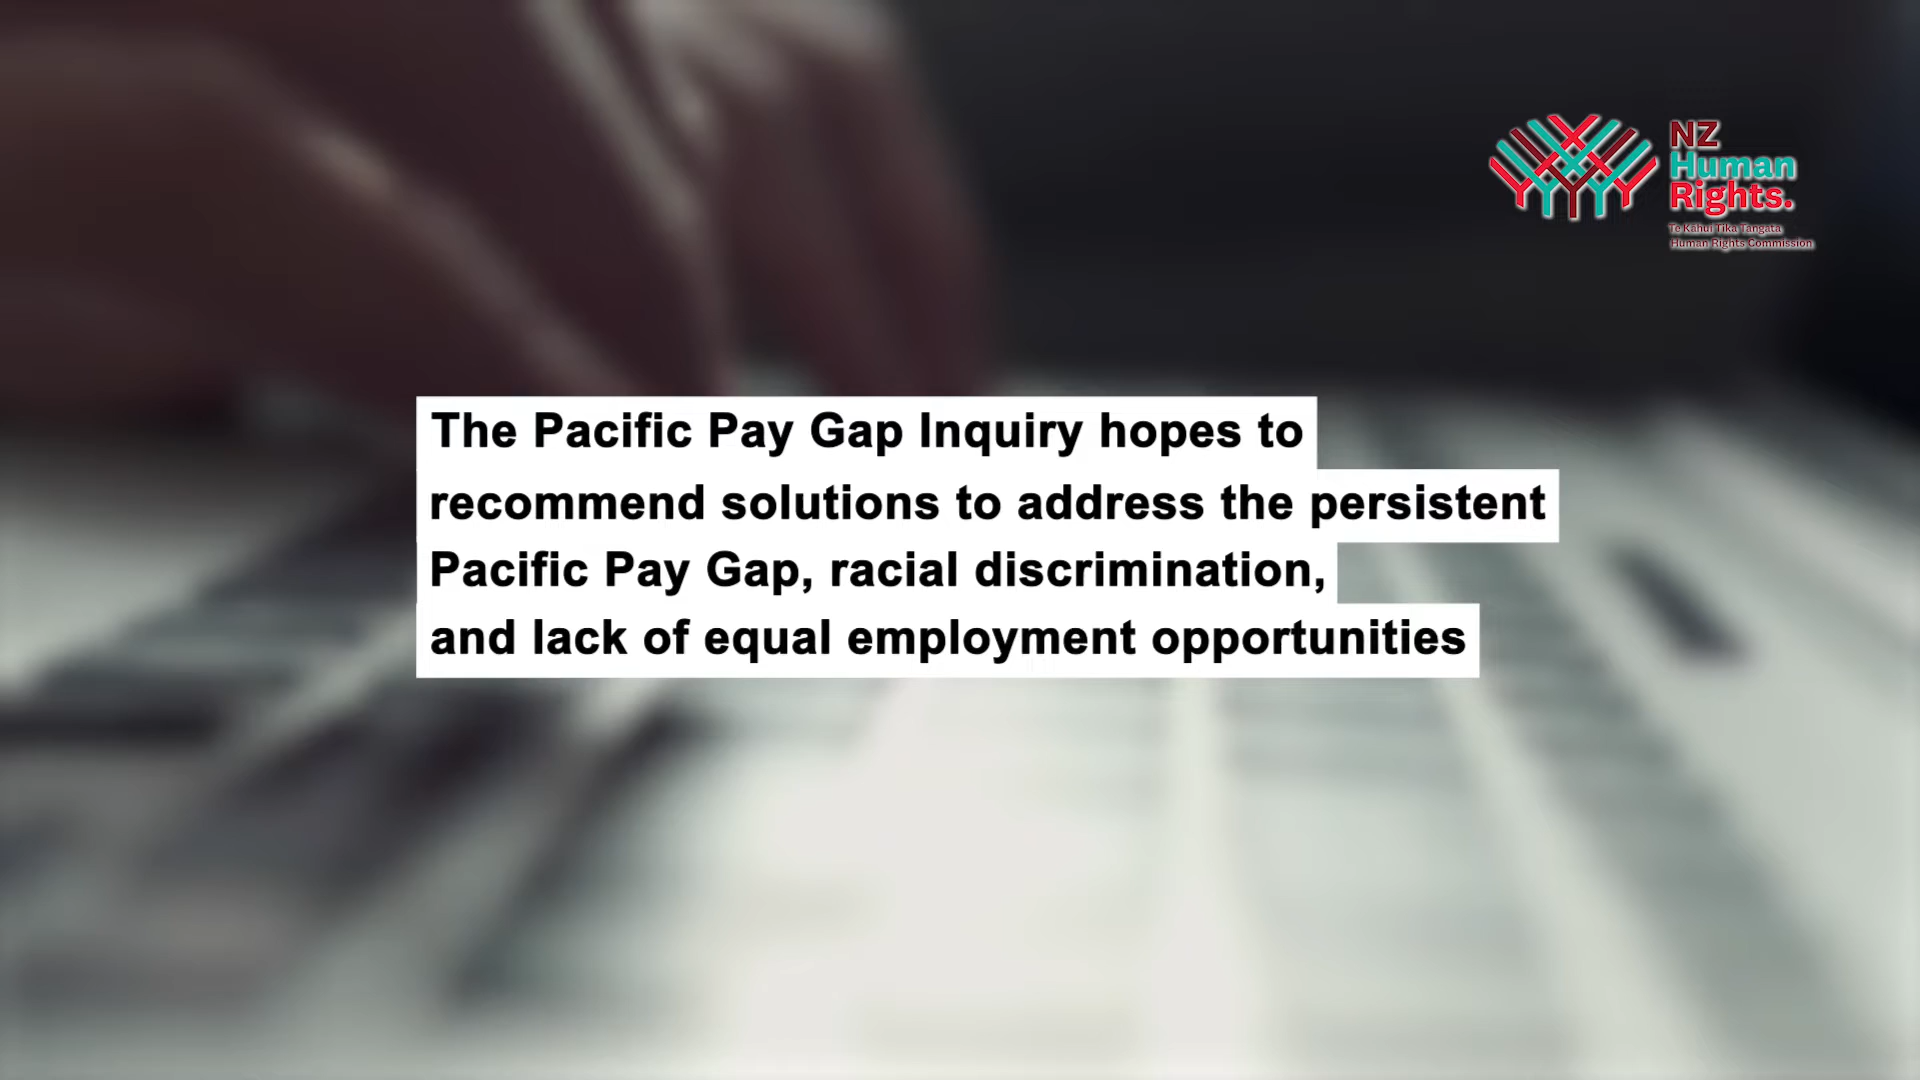 NZ
Human
Rights.
Te Kāhui Tika Tangata
Human Rights Commission
The Pacific Pay Gap Inquiry hopes to
recommend solutions to address the persistent
Pacific Pay Gap, racial discrimination,
and lack of equal employment opportunities